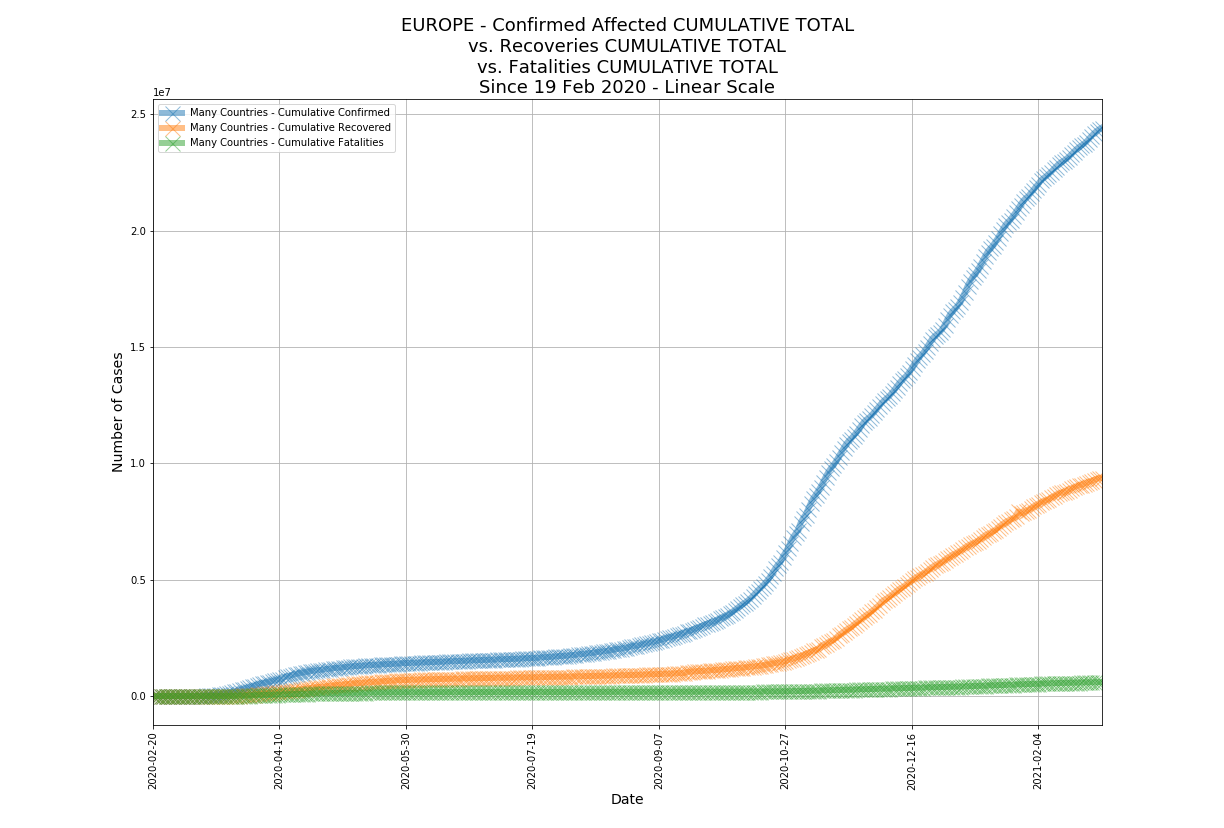 EUROPE - Confirmed Affected CUMULATIVE TOTAL
vs. Recoveries CUMULATIVE TOTAL
vs. Fatalities CUMULATIVE TOTAL
Since 19 Feb 2020 - Linear Scale
1e7
Many Countries - Cumulative Confirmed
Many Countries - Cumulative Recovered
Many Countries - Cumulative Fatalities
2.5
2.0
1.5
1.0
0.5
0.0
Number of Cases
2020-02-20
2020-04-10
2020-05-30
2020-07-19
2020-09-07
2020-10-27
2020-12-16
2021-02-04
Date